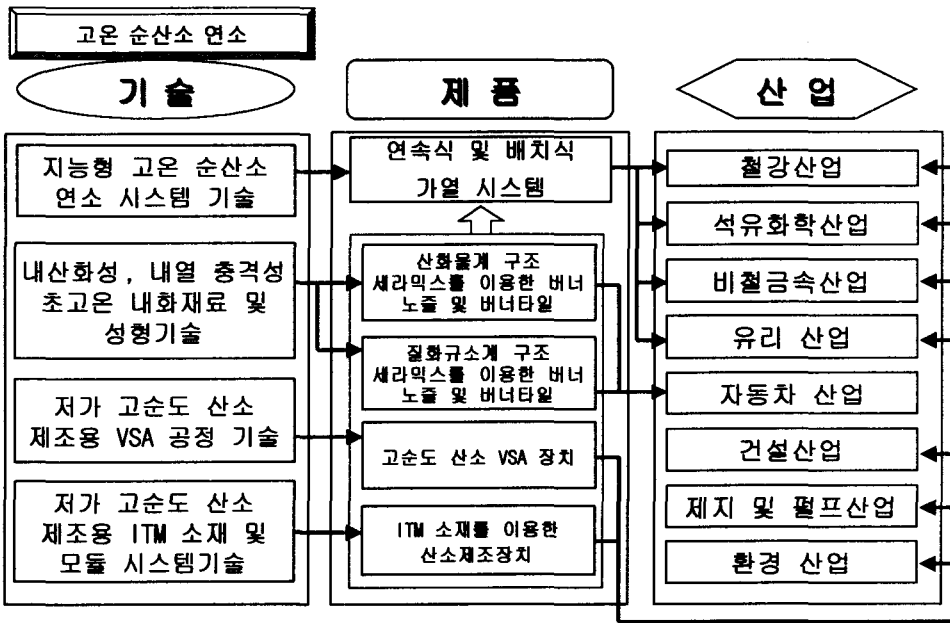 고온 순산소 연소
기 술
제 품
산 업
지능형 고온 순산소
연소 시스템 기술
내산화성, 내열 충격성
초고온 내화재료 및
성형기술
저가 고순도 산소
제조용 VSA 공정 기술
저가 고순도 산소
제조용 ITM 소재 및
모듈 시스템기술
연속식 및 배치식
가열 시스템
산화물계 구조
세라믹스를 이용한 버너
노즐 및 버너타일
질화규소계 구조
세라믹스를 이용한 버너
노즐 및 버너타일
고순도 산소 VSA 장치
ITM 소재를 이용한
산소제조장치
철강산업
석유화학산업
비철금속산업
유리 산업
자동차 산업
건설산업
제지 및 펄프산업
환경 산업